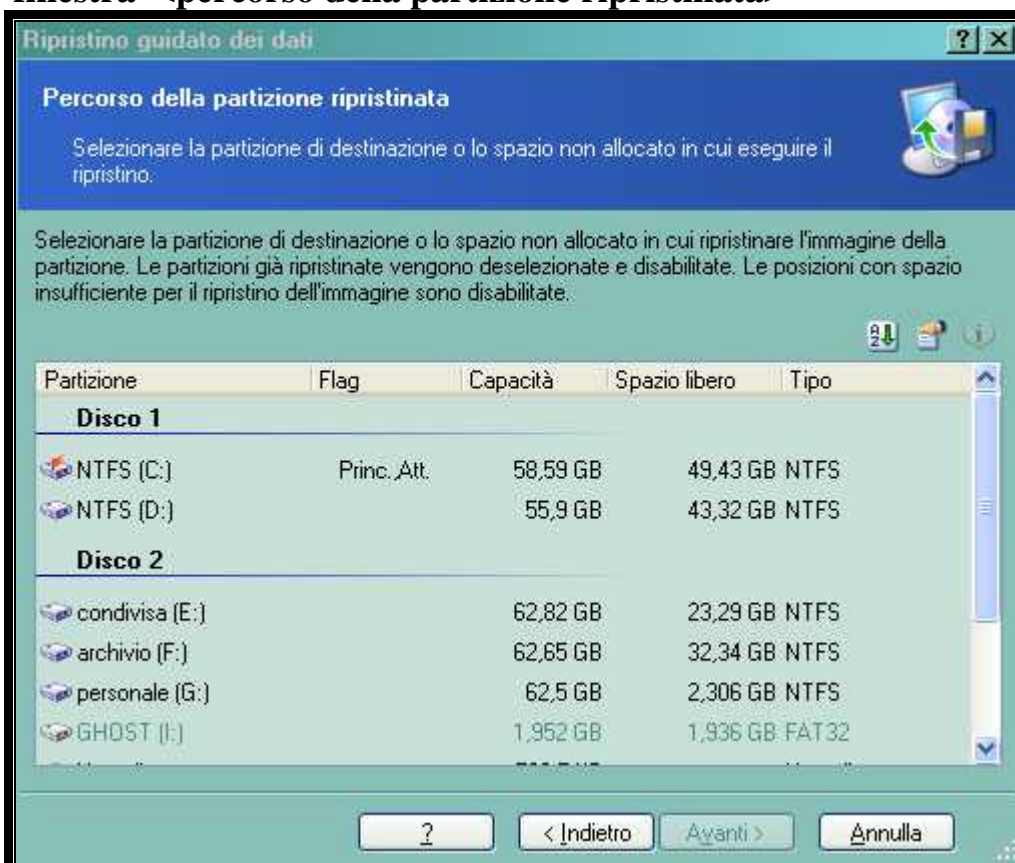 finestra <percorso della partizione ripristinata>
Ripristino guidato dei dati
Percorso della partizione ripristinata
Selezionare la partizione di destinazione o lo spazio non allocato in cui eseguire il
ripristino.
Selezionare la partizione di destinazione o lo spazio non allocato in cui ripristinare l'immagine della
partizione. Le partizioni già ripristinate vengono deselezionate e disabilitate. Le posizioni con spazio
insufficiente per il ripristino dell'immagine sono disabilitate.
Partizione Flag Capacità Spazio libero Tipo
Disco 1
NTFS (C:) Princ.,Att. 58,59 GB 49,43 GB NTFS
NTFS (D:) 55,9 GB 43,32 GB NTFS
Disco 2
condivisa (E:) 62,82 GB 23,29 GB NTFS
archivio (F:) 62,65 GB 32,34 GB NTFS
personale (G:) 62,5 GB 2,306 GB NTFS
GHOST (I:) 1,952 GB 1,936 GB FAT32
? < Indietro Avanti > Annulla